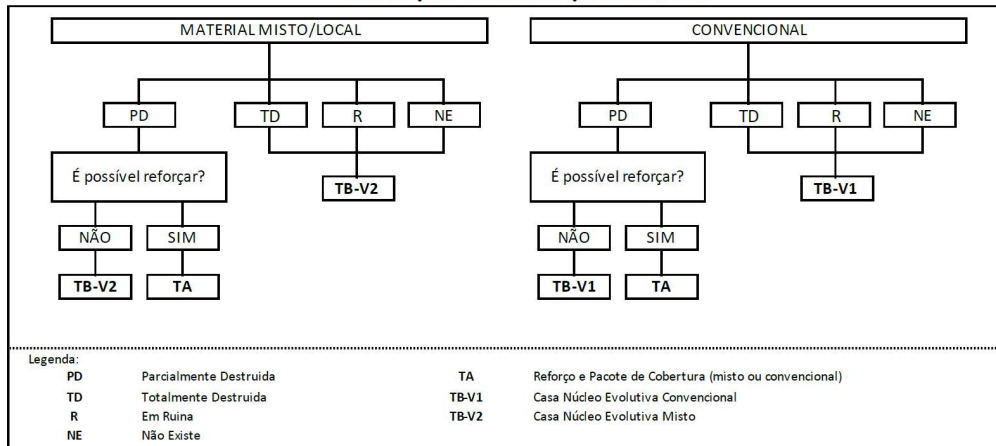 MATERIAL MISTO/LOCAL
PD TD R NE
É possível reforçar?
TB-V2
NÃO SIM
TB-V2 TA
CONVENCIONAL
PD TD R NE
É possível reforçar?
TB-V1
NÃO SIM
TB-V1 TA
Legenda:
PD Parcialmente Destruida
TD Totalmente Destruida
R Em Ruina
NE Não Existe
TA Reforço e Pacote de Cobertura (misto ou convencional)
TB-V1 Casa Núcleo Evolutiva Convencional
TB-V2 Casa Núcleo Evolutiva Misto